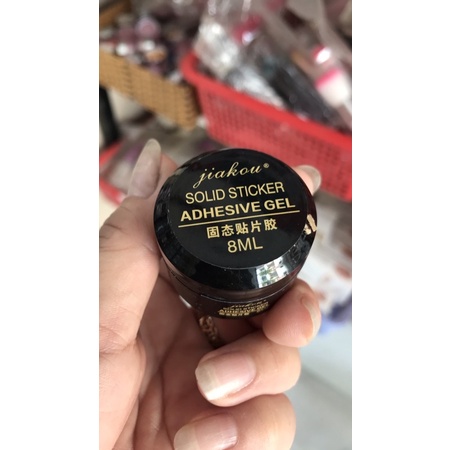 jiakou®
SOLID STICKER
ADHESIVE GEL
固态贴片胶
8ML